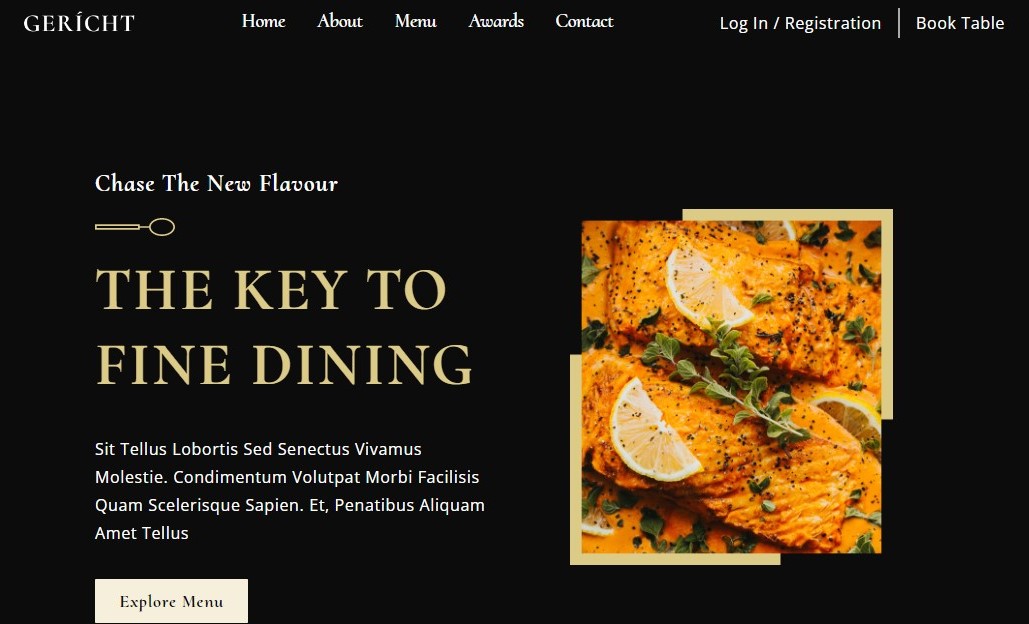 GERÍCHT
Home About Menu Awards Contact
Log In / Registration
Book Table
Chase The New Flavour
THE KEY TO
FINE DINING
Sit Tellus Lobortis Sed Senectus Vivamus
Molestie. Condimentum Volutpat Morbi Facilisis
Quam Scelerisque Sapien. Et, Penatibus Aliquam
Amet Tellus
Explore Menu